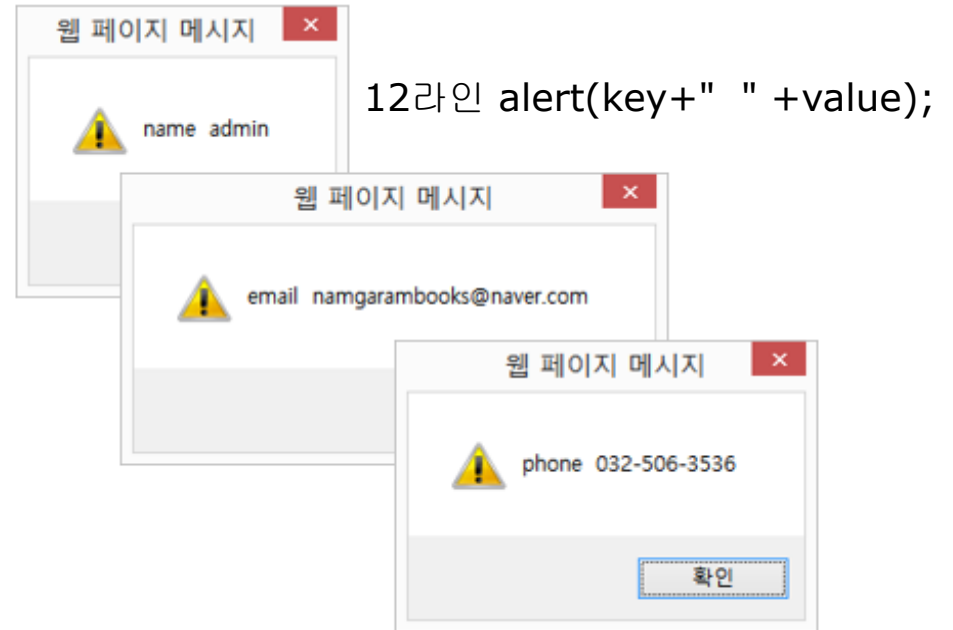 웹 페이지 메시지
12라인 alert(key+"  " +value);
name  admin
웹 페이지 메시지
email  namgarambooks@naver.com
웹 페이지 메시지
phone  032-506-3536
확인